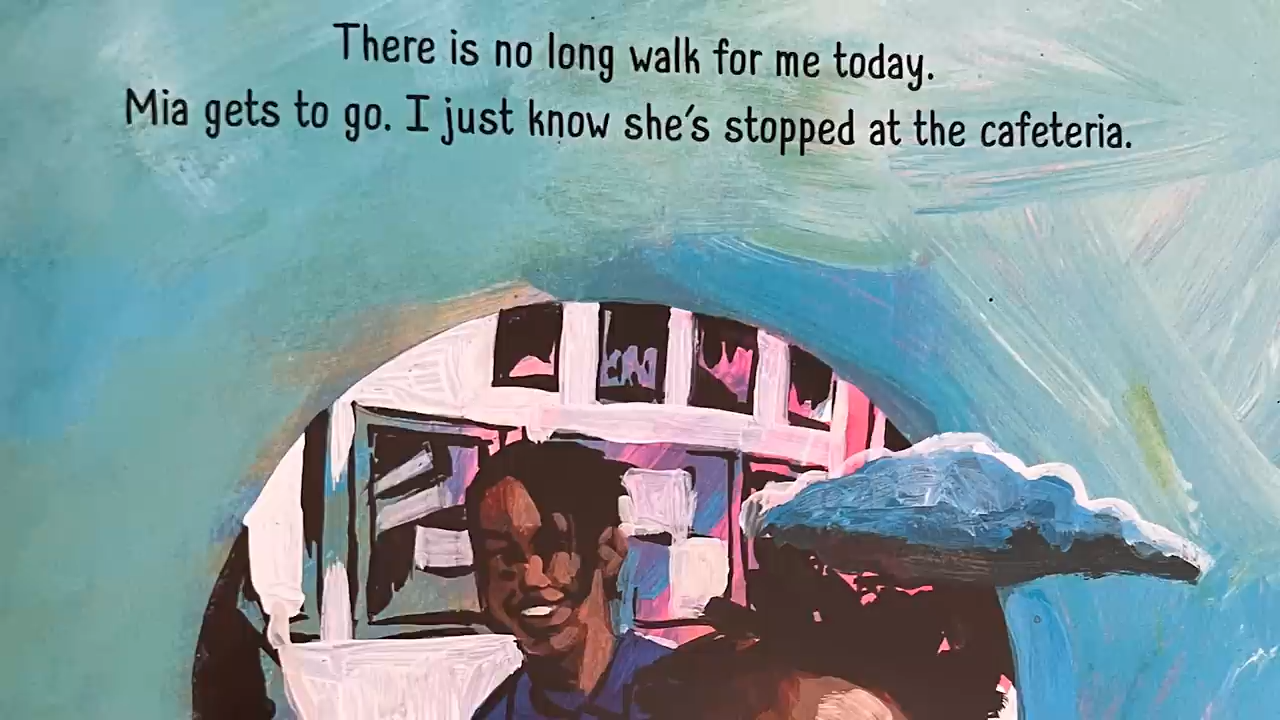 There is no long walk for me today.
Mia gets to go. I just know she's stopped at the cafeteria.